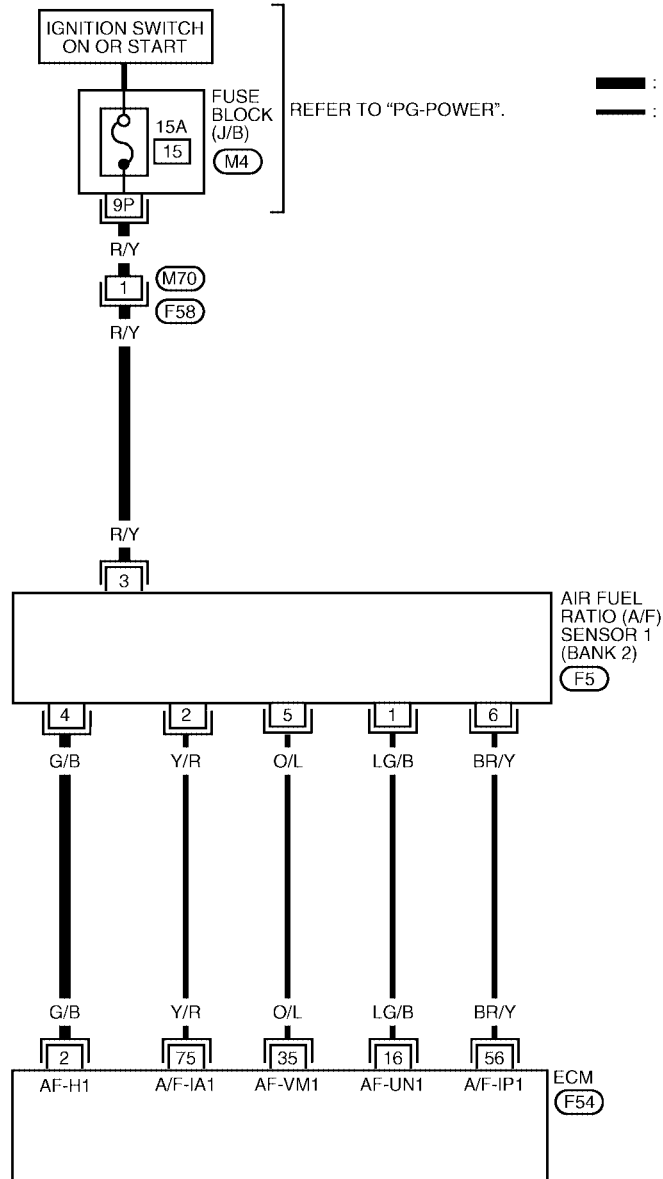 IGNITION SWITCH
ON OR START
FUSE
BLOCK
(J/B)
REFER TO "PG-POWER".
:
:
15A
15
M4
9P
R/Y
1
M70
F58
R/Y
R/Y
3
AIR FUEL
RATIO (A/F)
SENSOR 1
(BANK 2)
F5
4 2 5 1 6
G/B Y/R O/L LG/B BR/Y
G/B Y/R O/L LG/B BR/Y
2 75 35 16 56
AF-H1 A/F-IA1 AF-VM1 AF-UN1 A/F-IP1
ECM
F54